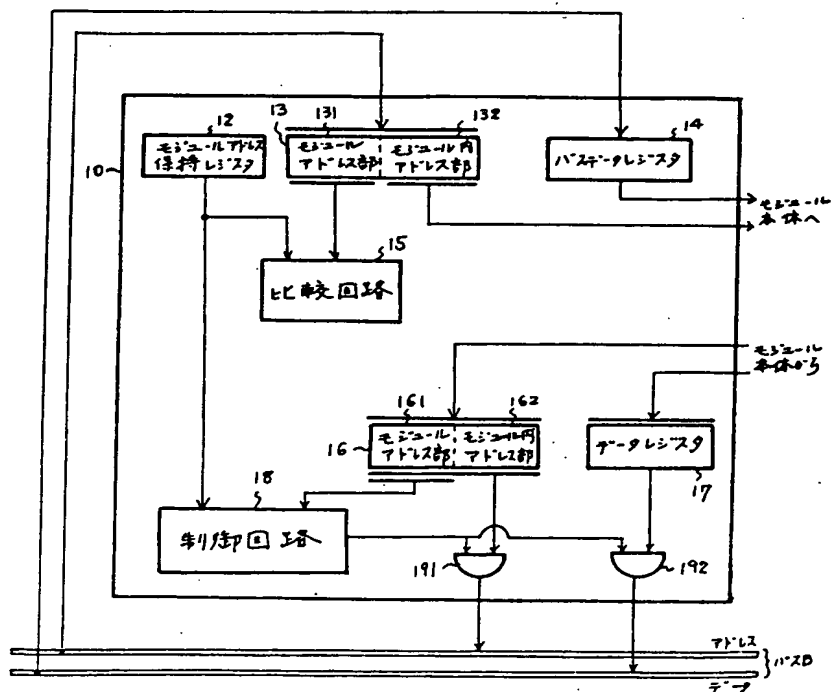 12
モジュールアドレス
保持レジスタ
10
13
131
132
モジュール
アドレス部
モジュール内
アドレス部
14
バスデータレジスタ
モジュール
本体へ
15
比較回路
モジュール
本体から
161
162
16
モジュール
アドレス部
モジュール内
アドレス部
データレジスタ
17
18
制御回路
191
192
アドレス
バスB
データ